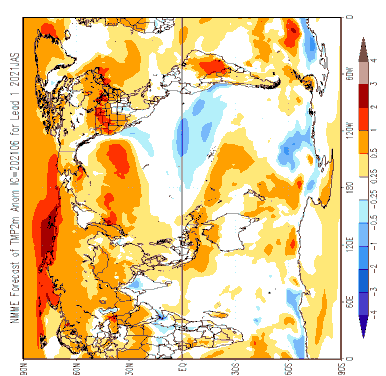 NMME Forecast of TMP2m Anom IC=202106 for Lead 1 2021JAS
90N
60N
30N
EQ
30S
60S
90S
0
60E
120E
180
120W
60W
0
-4
-3
-2
-1
-0.5
-0.25
0.25
0.5
1
2
3
4